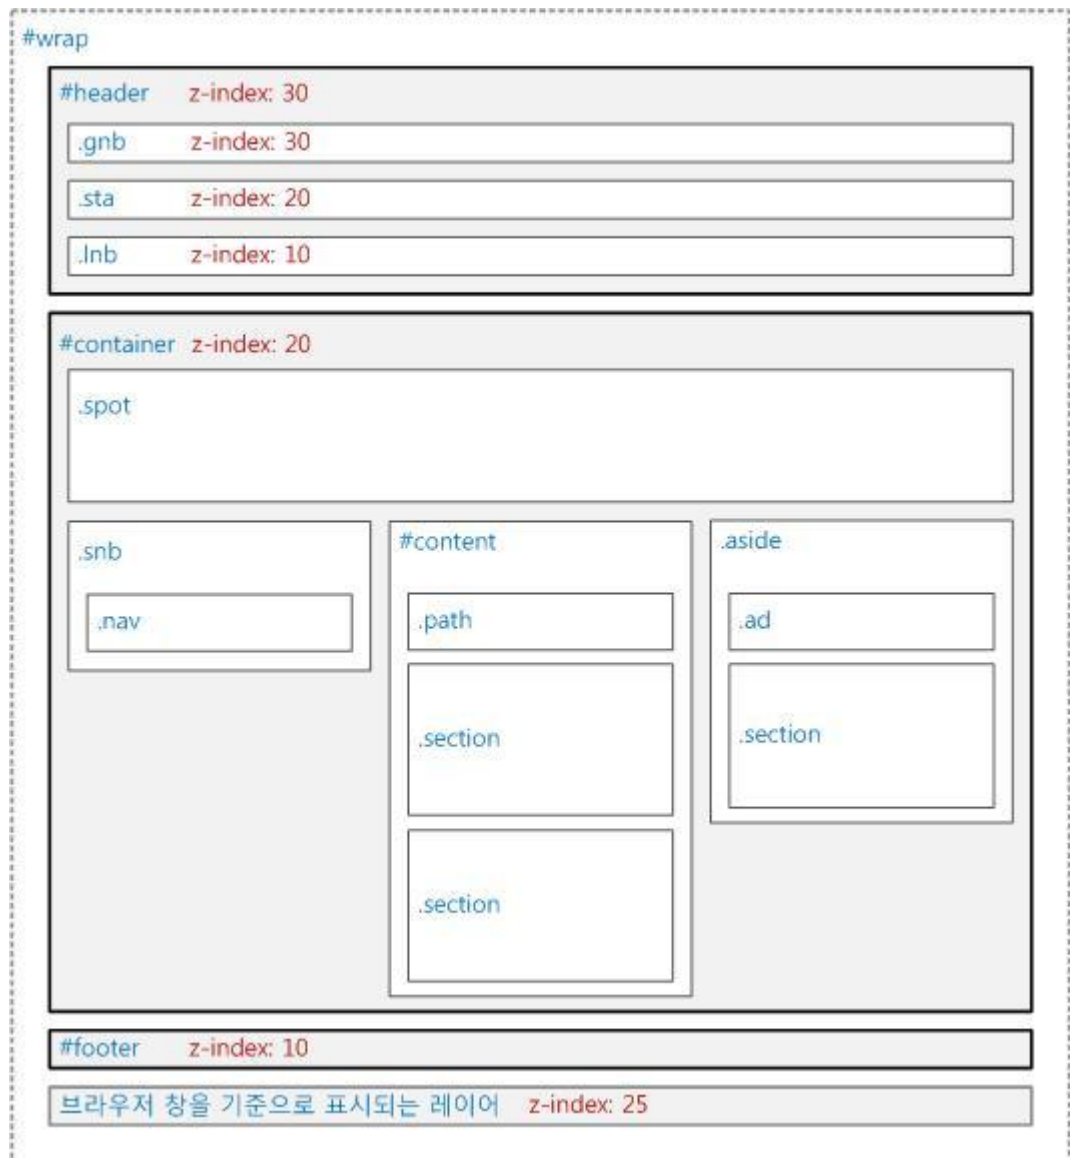 #wrap
#header z-index: 30
.gnb z-index: 30
.sta z-index: 20
.lnb z-index: 10
#container z-index: 20
.spot
.snb
.nav
#content
.path
.section
.section
.aside
.ad
.section
#footer z-index: 10
브라우저 창을 기준으로 표시되는 레이어 z-index: 25